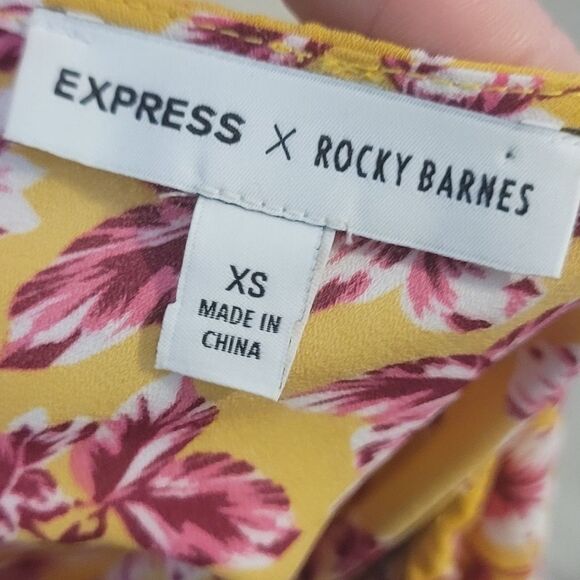 EXPRESS X ROCKY BARNES
XS
MADE IN
CHINA